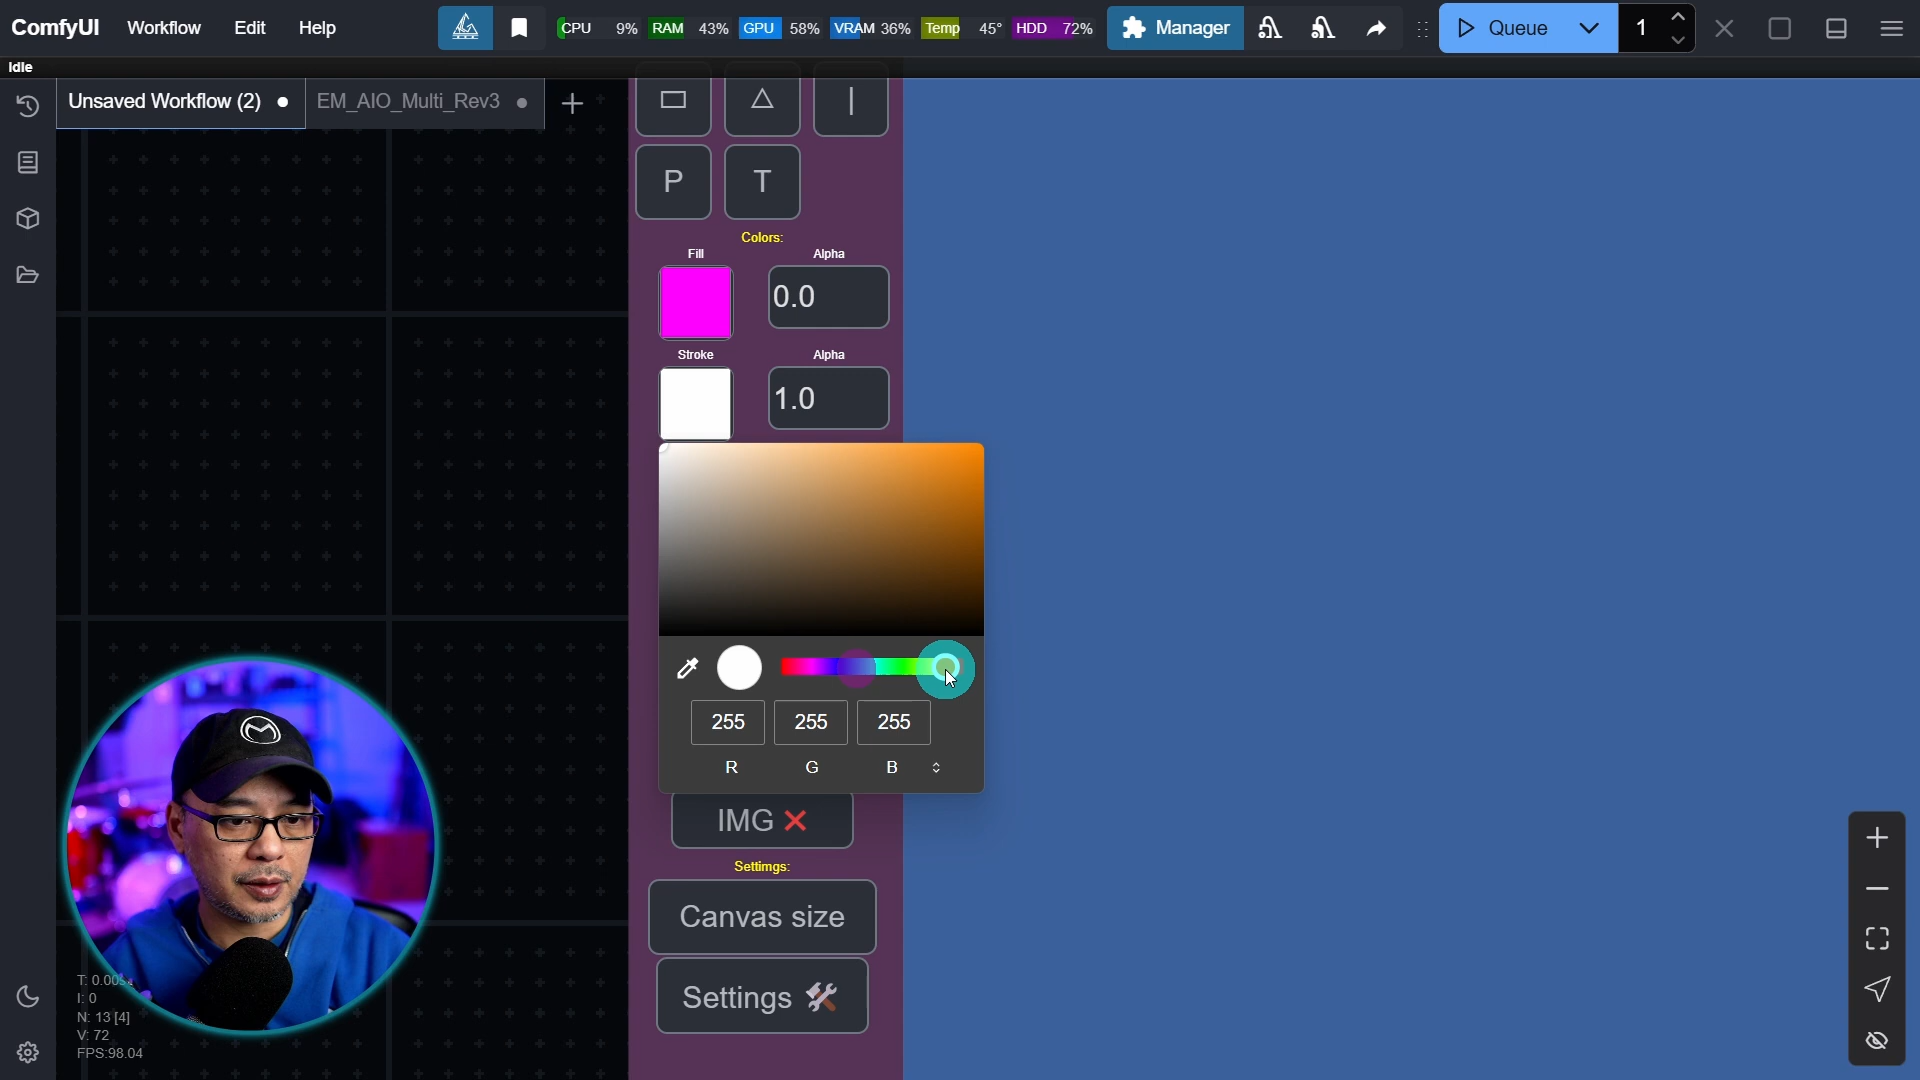 ComfyUI Workflow Edit Help CPU 9% RAM 43% GPU 58% VRAM 36% Temp 45° HDD 72% Manager Queue 1
Idle
Unsaved Workflow (2) EM_AIO_Multi_Rev3
P T
Colors:
Fill Alpha
0.0
Stroke Alpha
1.0
255 255 255
R G B
IMG
Settimgs:
Canvas size
Settings
I: 0
N: 13 [4]
V: 72
FPS:98.04